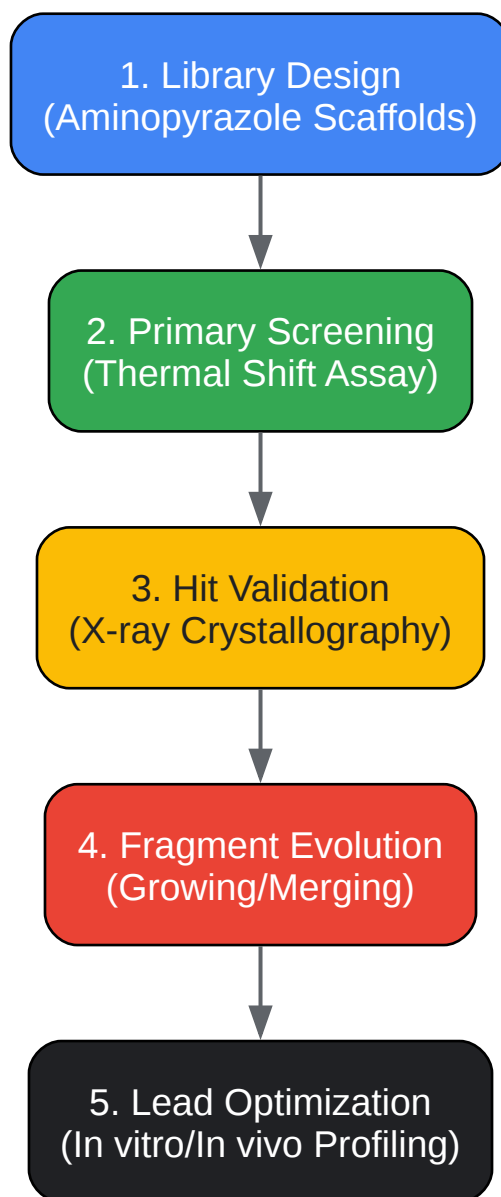 1. Library Design
(Aminopyrazole Scaffolds)
2. Primary Screening
(Thermal Shift Assay)
3. Hit Validation
(X-ray Crystallography)
4. Fragment Evolution
(Growing/Merging)
5. Lead Optimization
(In vitro/In vivo Profiling)